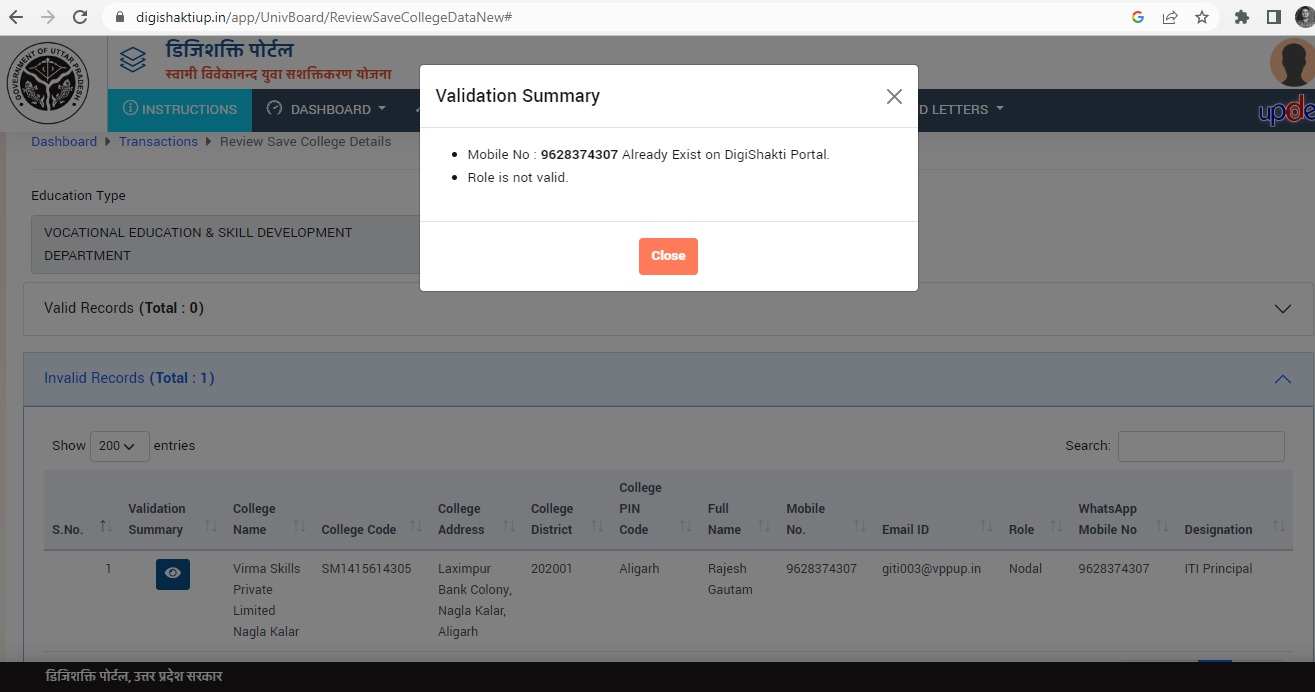 digishaktiup.in/app/UnivBoard/ReviewSaveCollegeDataNew#
GOVERNMENT OF UTTAR PRADESH
डिजिशक्ति पोर्टल
स्वामी विवेकानन्द युवा सशक्तिकरण योजना
INSTRUCTIONS DASHBOARD D LETTERS
upde
Dashboard Transactions Review Save College Details
Validation Summary
Mobile No : 9628374307 Already Exist on DigiShakti Portal.
Role is not valid.
Close
Education Type
VOCATIONAL EDUCATION & SKILL DEVELOPMENT
DEPARTMENT
Valid Records (Total : 0)
Invalid Records (Total : 1)
Show 200 entries Search:
S.No. Validation Summary College Name College Code College Address College District College PIN Code Full Name Mobile No. Email ID Role WhatsApp Mobile No Designation
1 Virma Skills SM1415614305 Laximpur 202001 Aligarh Rajesh 9628374307 giti003@vppup.in Nodal 9628374307 ITI Principal
Private Bank Colony, Gautam
Limited Nagla Kalar,
Nagla Kalar Aligarh
डिजिशक्ति पोर्टल, उत्तर प्रदेश सरकार